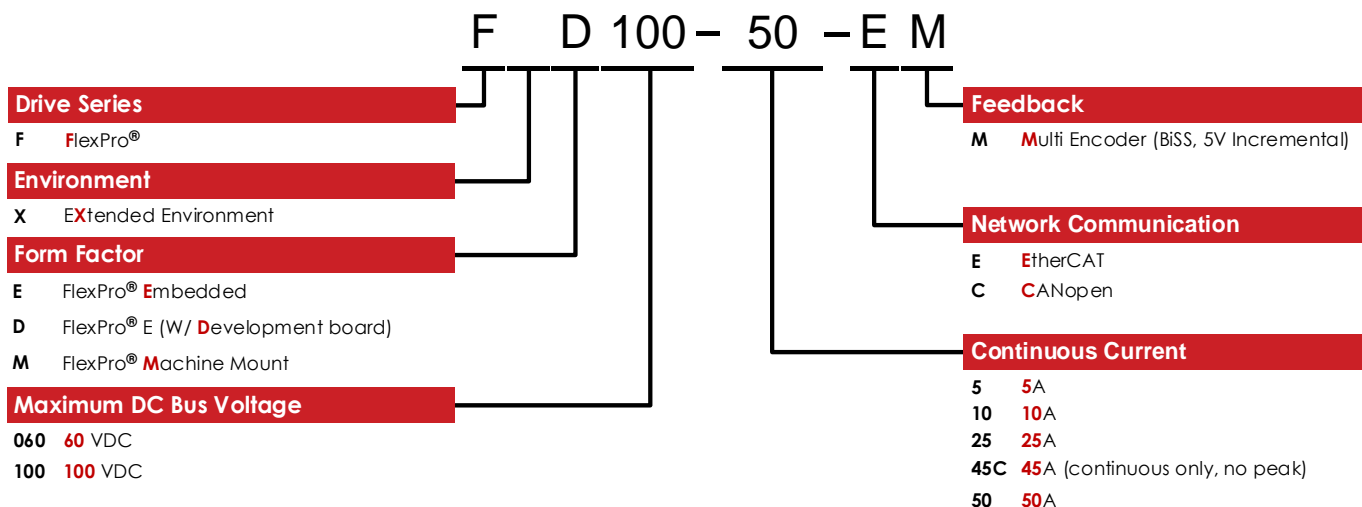 F D 100 – 50 – E M
Drive Series
F FlexPro®
Environment
X EXtended Environment
Form Factor
E FlexPro® Embedded
D FlexPro® E (W/ Development board)
M FlexPro® Machine Mount
Maximum DC Bus Voltage
060 60 VDC
100 100 VDC
Feedback
M Multi Encoder (BiSS, 5V Incremental)
Network Communication
E EtherCAT
C CANopen
Continuous Current
5 5A
10 10A
25 25A
45C 45A (continuous only, no peak)
50 50A